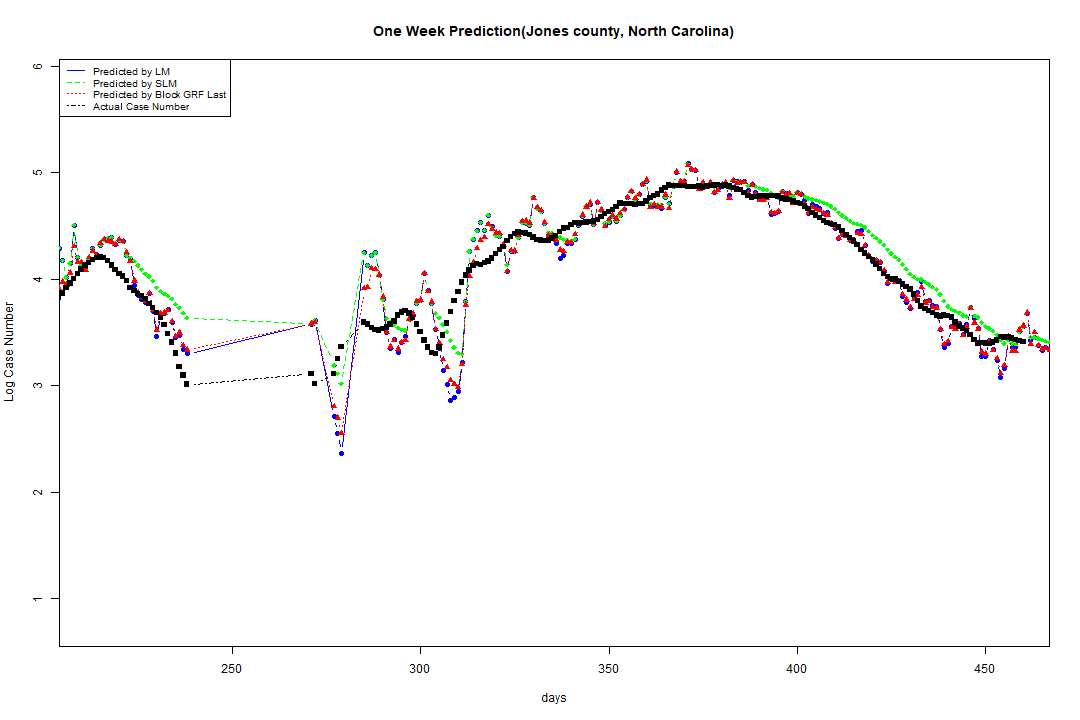 One Week Prediction(Jones county, North Carolina)
6
Predicted by LM
Predicted by SLM
Predicted by Block GRF Last
Actual Case Number
5
4
3
2
1
Log Case Number
250
300
350
400
450
days